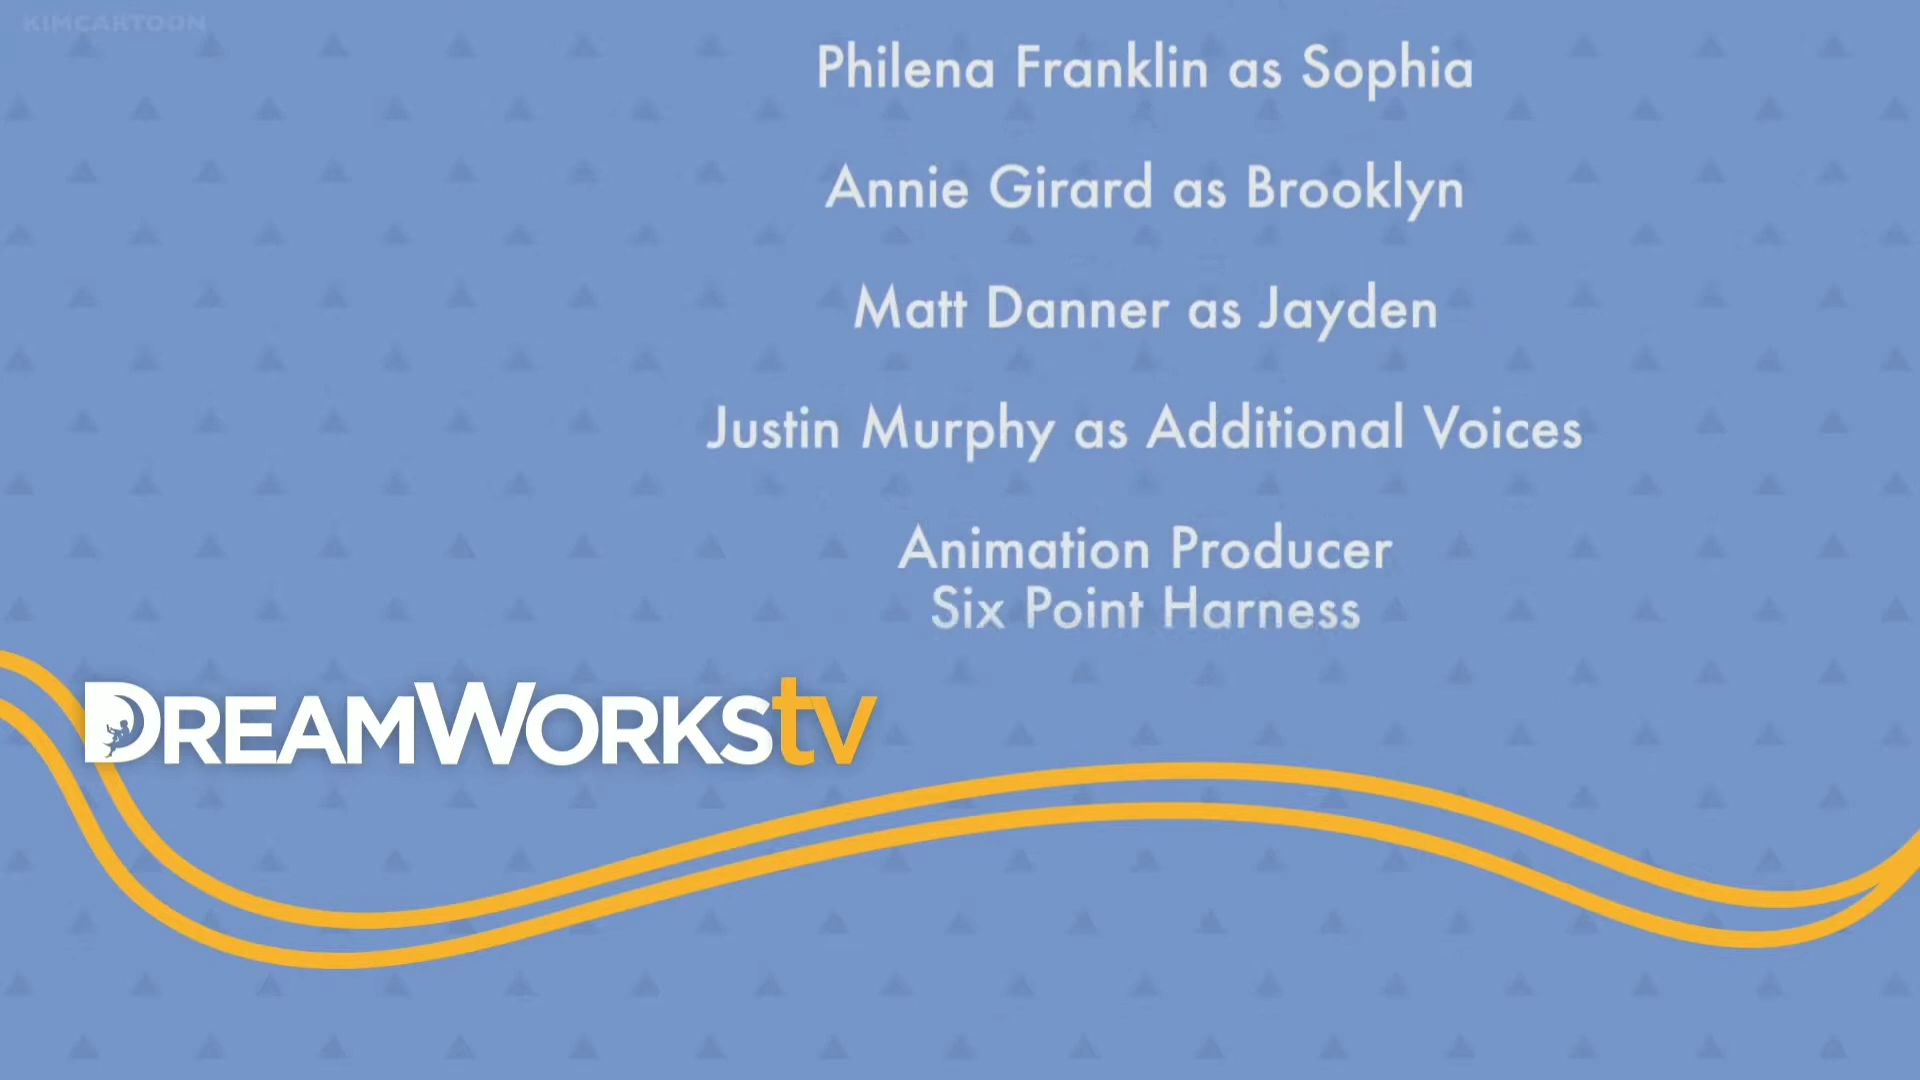 KIMCARTOON
Philena Franklin as Sophia
Annie Girard as Brooklyn
Matt Danner as Jayden
Justin Murphy as Additional Voices
Animation Producer
Six Point Harness
DREAMWORKStv